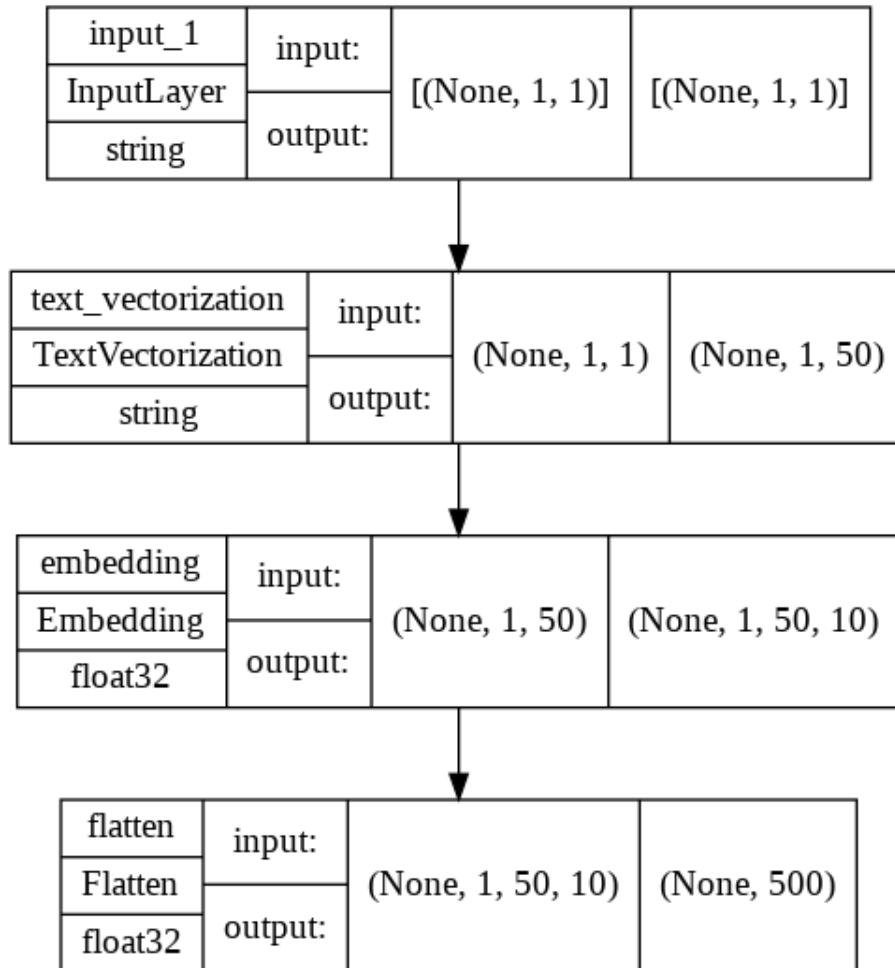 input_1
InputLayer
string
input:
output:
[(None, 1, 1)]
[(None, 1, 1)]
text_vectorization
TextVectorization
string
input:
output:
(None, 1, 1)
(None, 1, 50)
embedding
Embedding
float32
input:
output:
(None, 1, 50)
(None, 1, 50, 10)
flatten
Flatten
float32
input:
output:
(None, 1, 50, 10)
(None, 500)